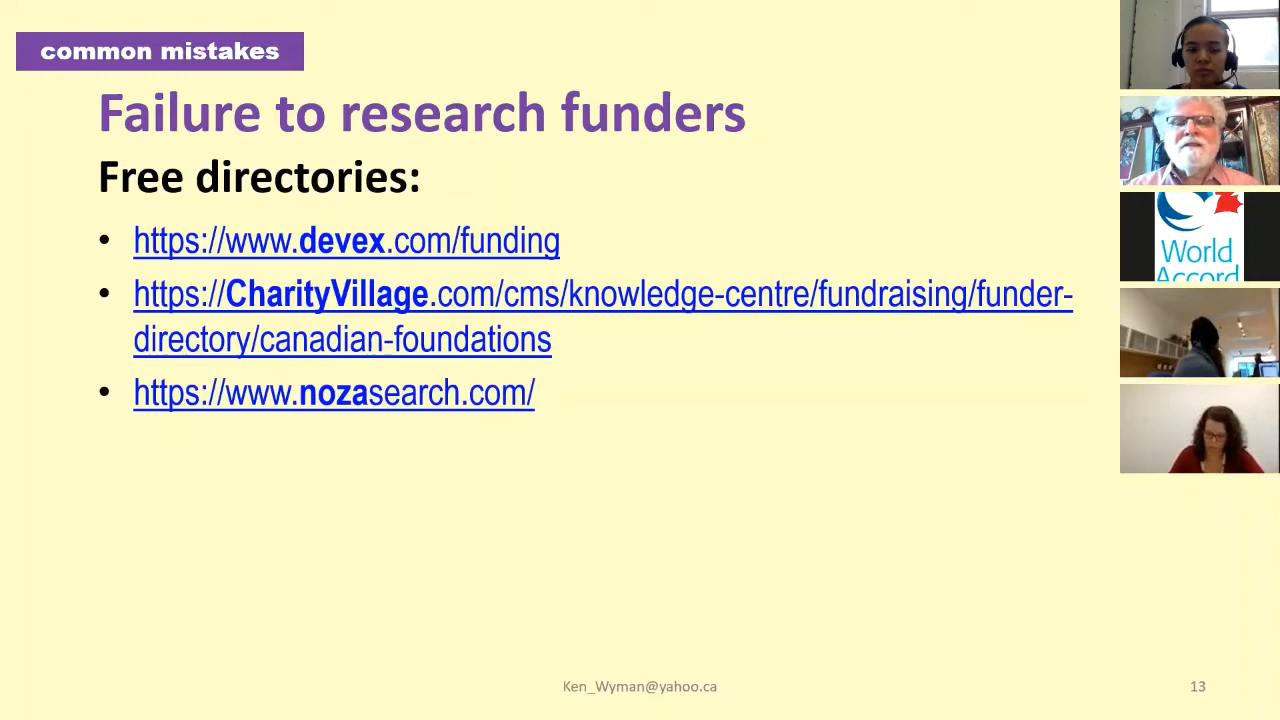 common mistakes
Failure to research funders
Free directories:
• https://www.devex.com/funding
• https://CharityVillage.com/cms/knowledge-centre/fundraising/funder-
directory/canadian-foundations
• https://www.nozasearch.com/
World
Accord
Ken_Wyman@yahoo.ca
13